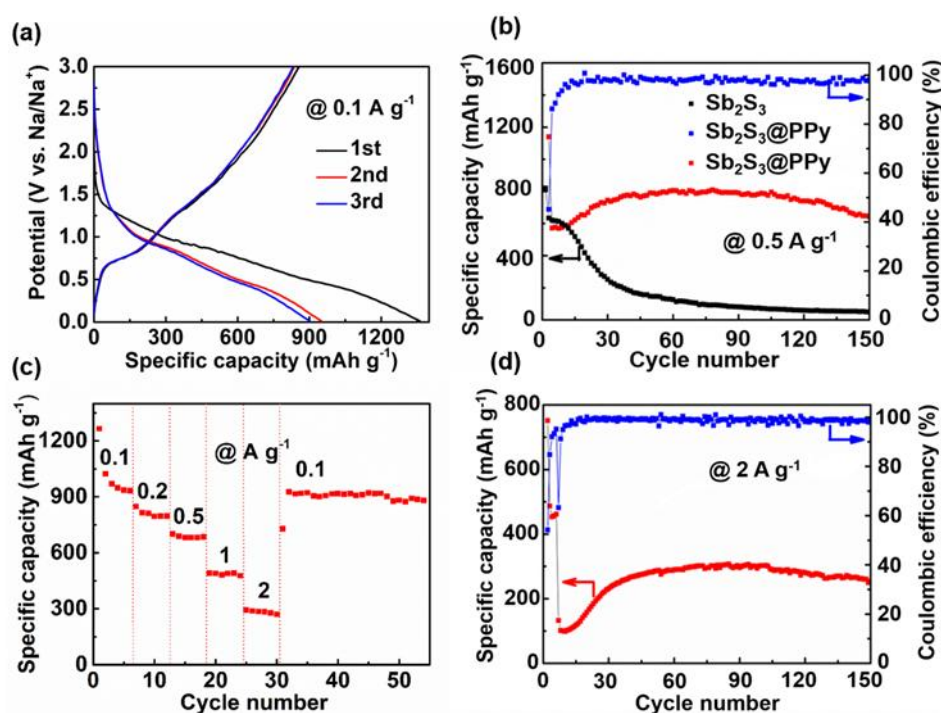 (a)
Potential (V vs. Na/Na⁺)
3.0
2.5
2.0
1.5
1.0
0.5
0.0
@ 0.1 A g⁻¹
1st
2nd
3rd
0 300 600 900 1200
Specific capacity (mAh g⁻¹)
(b)
Specific capacity (mAh g⁻¹)
1600
1200
800
400
0
Sb₂S₃
Sb₂S₃@PPy
Sb₂S₃@PPy
@ 0.5 A g⁻¹
100
80
60
40
20
0
Coulombic efficiency (%)
0 30 60 90 120 150
Cycle number
(c)
Specific capacity (mAh g⁻¹)
1200
900
600
300
0
@ A g⁻¹
0.1
0.2
0.5
1
2
0.1
0 10 20 30 40 50
Cycle number
(d)
Specific capacity (mAh g⁻¹)
800
600
400
200
0
@ 2 A g⁻¹
100
80
60
40
20
0
Coulombic efficiency (%)
0 30 60 90 120 150
Cycle number